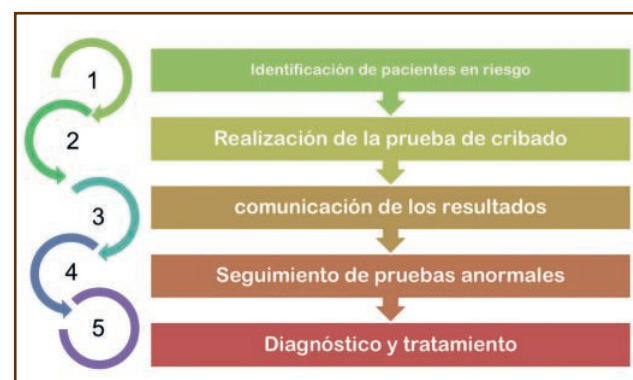 1
Identificación de pacientes en riesgo
2
Realización de la prueba de cribado
3
comunicación de los resultados
4
Seguimiento de pruebas anormales
5
Diagnóstico y tratamiento